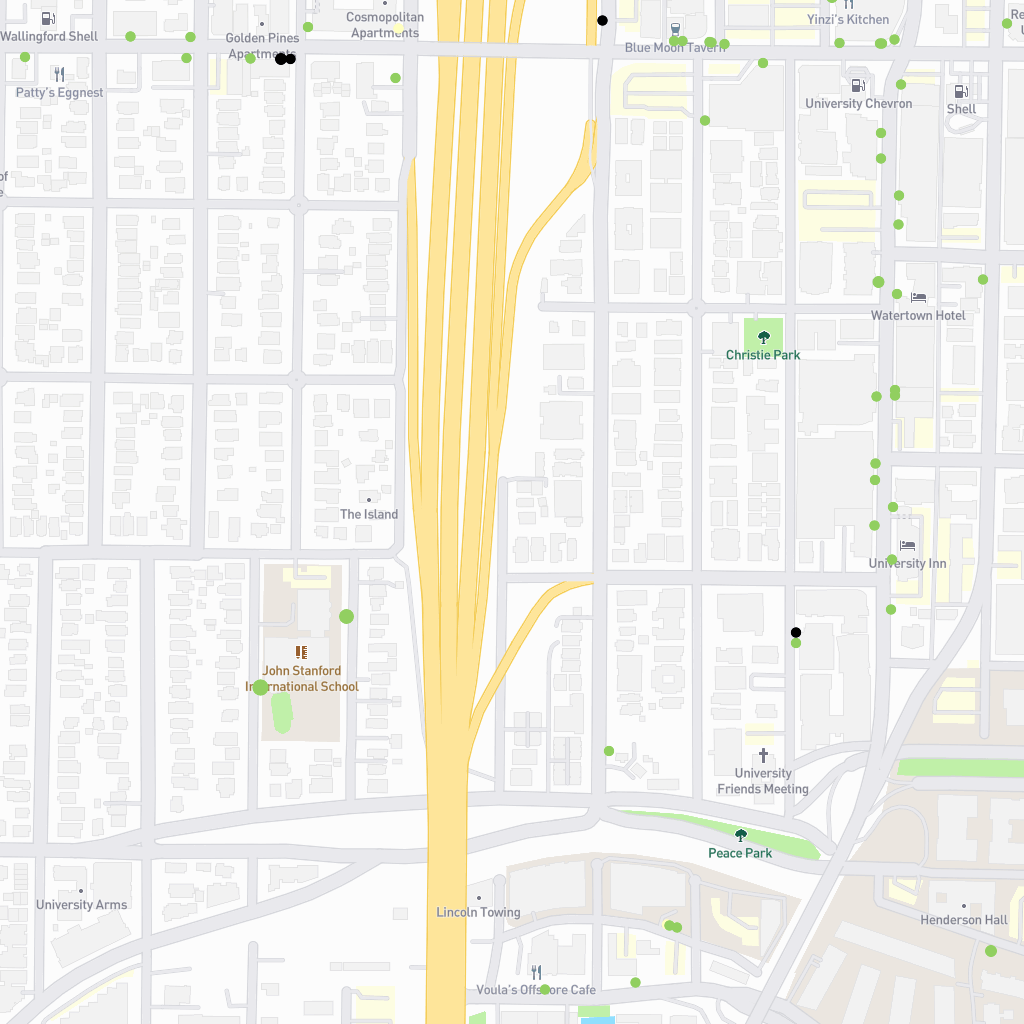 Cosmopolitan
Apartments
Yinzi's Kitchen
Wallingford Shell
Golden Pines
Apartments
Blue Moon Tavern
Patty's Eggnest
University Chevron
Shell
of
Watertown Hotel
Christie Park
The Island
University Inn
John Stanford
International School
University
Friends Meeting
Peace Park
University Arms
Lincoln Towing
Henderson Hall
Voula's Offshore Cafe